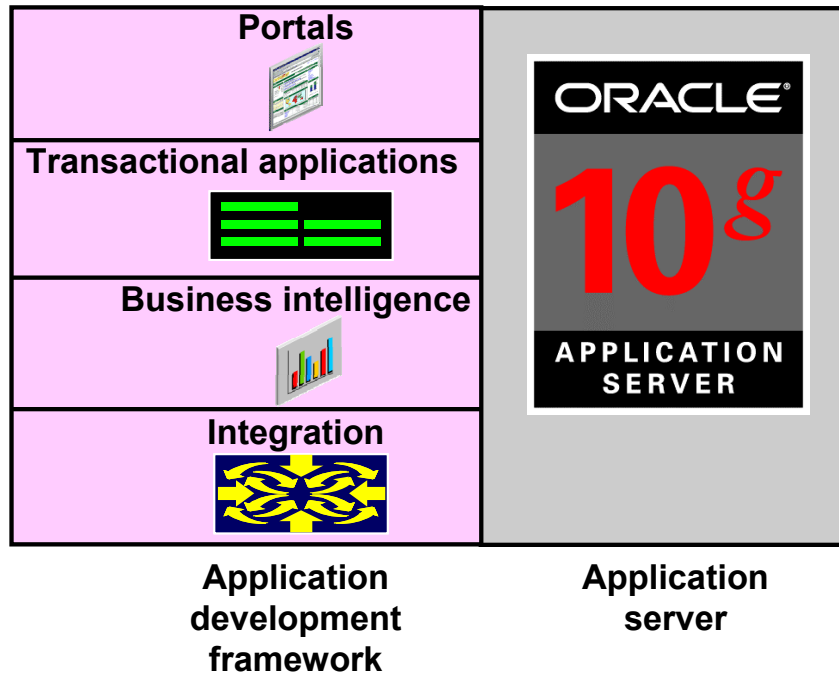 Portals
Transactional applications
Business intelligence
Integration
Application
development
framework
ORACLE®
10g
APPLICATION
SERVER
Application
server